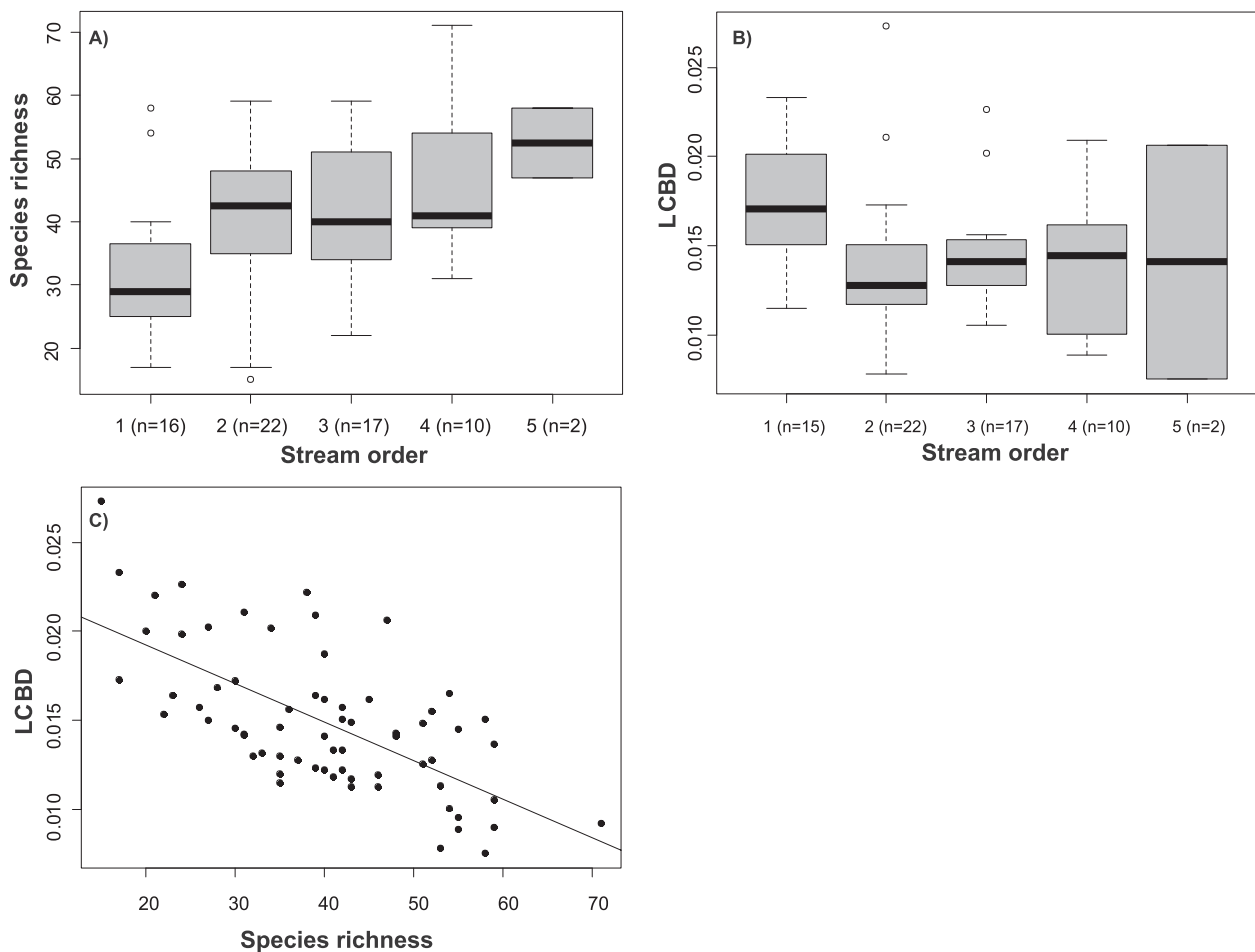 A)
Species richness
70
60
50
40
30
20
1 (n=16) 2 (n=22) 3 (n=17) 4 (n=10) 5 (n=2)
Stream order
B)
LCBD
0.025
0.020
0.015
0.010
1 (n=15) 2 (n=22) 3 (n=17) 4 (n=10) 5 (n=2)
Stream order
C)
LCBD
0.025
0.020
0.015
0.010
20 30 40 50 60 70
Species richness